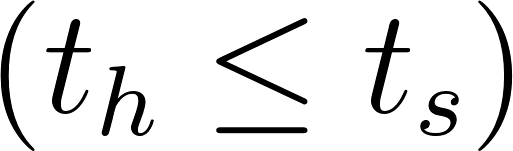 (t_h ≤ t_s)